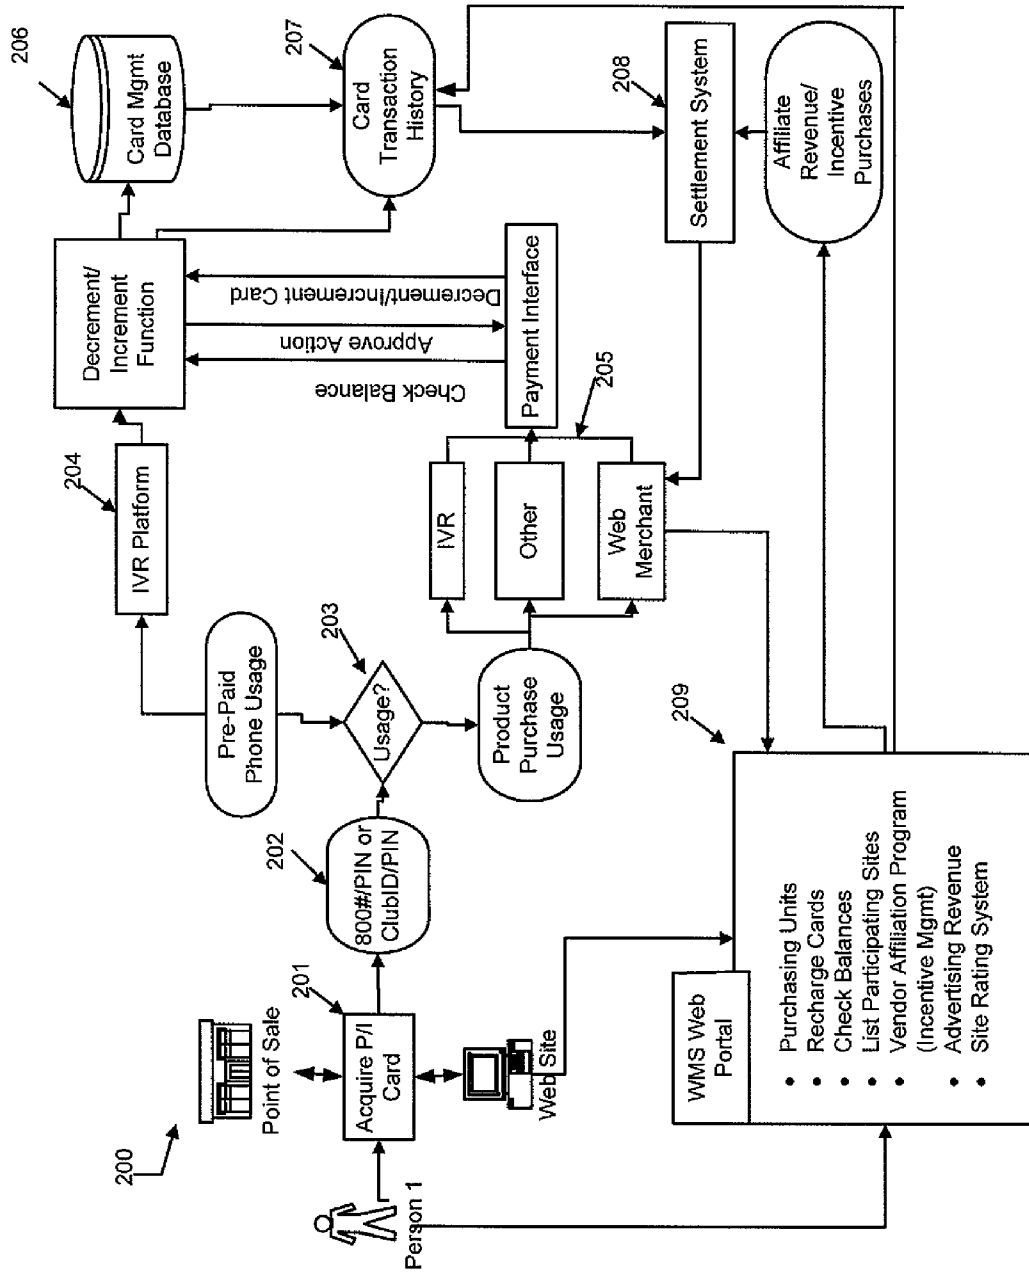 200
Point of Sale
Person 1
201
Acquire P/I
Card
Web Site
202
800#/PIN or
ClubID/PIN
203
Usage?
Pre-Paid
Phone Usage
Product
Purchase
Usage
204
IVR Platform
IVR
Other
Web
Merchant
205
Payment Interface
Check Balance
Approve Action
Decrement/Increment Card
Decrement/
Increment
Function
206
Card Mgmt
Database
207
Card
Transaction
History
208
Settlement System
Affiliate
Revenue/
Incentive
Purchases
209
WMS Web
Portal
• Purchasing Units
• Recharge Cards
• Check Balances
• List Participating Sites
• Vendor Affiliation Program
(Incentive Mgmt)
• Advertising Revenue
• Site Rating System